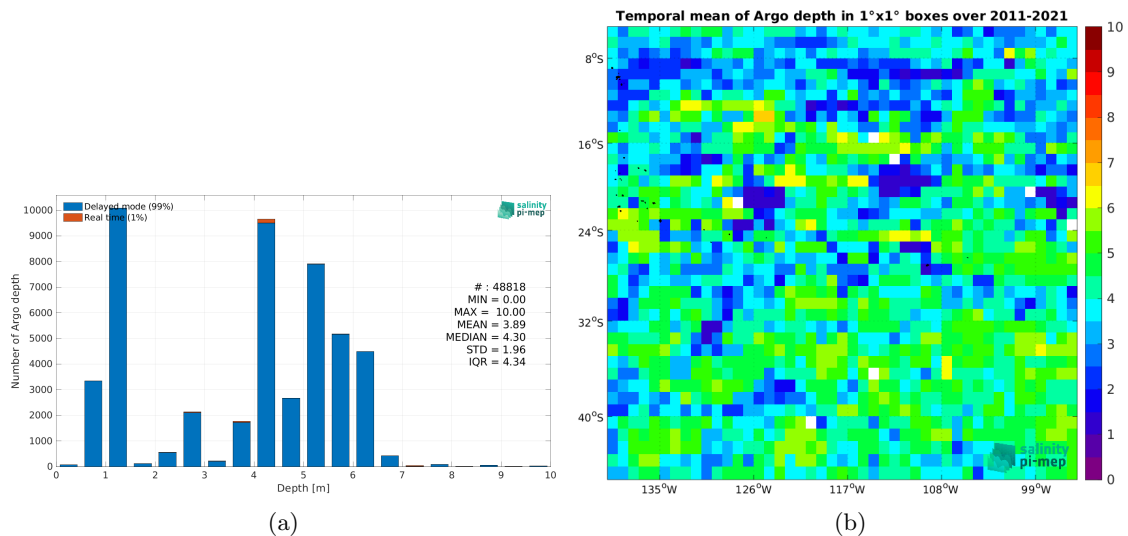 Temporal mean of Argo depth in 1°x1° boxes over 2011-2021
Delayed mode (99%)
Real time (1%)
salinity
pi-mep
Number of Argo depth
10000
9000
8000
7000
6000
5000
4000
3000
2000
1000
0
# : 48818
MIN = 0.00
MAX = 10.00
MEAN = 3.89
MEDIAN = 4.30
STD = 1.96
IQR = 4.34
0 1 2 3 4 5 6 7 8 9 10
Depth [m]
(a)
8°S
16°S
24°S
32°S
40°S
135°W 126°W 117°W 108°W 99°W
salinity
pi-mep
10
9
8
7
6
5
4
3
2
1
0
(b)